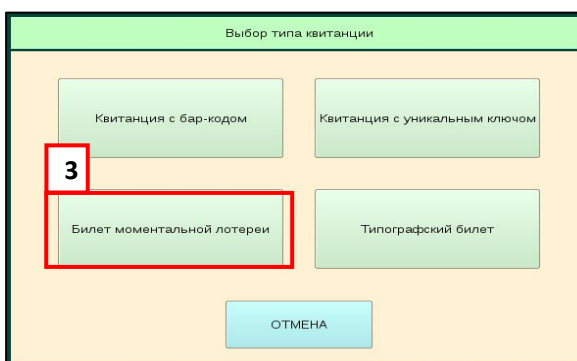 Выбор типа квитанции
Квитанция с бар-кодом
Квитанция с уникальным ключом
3
Билет моментальной лотереи
Типографский билет
ОТМЕНА